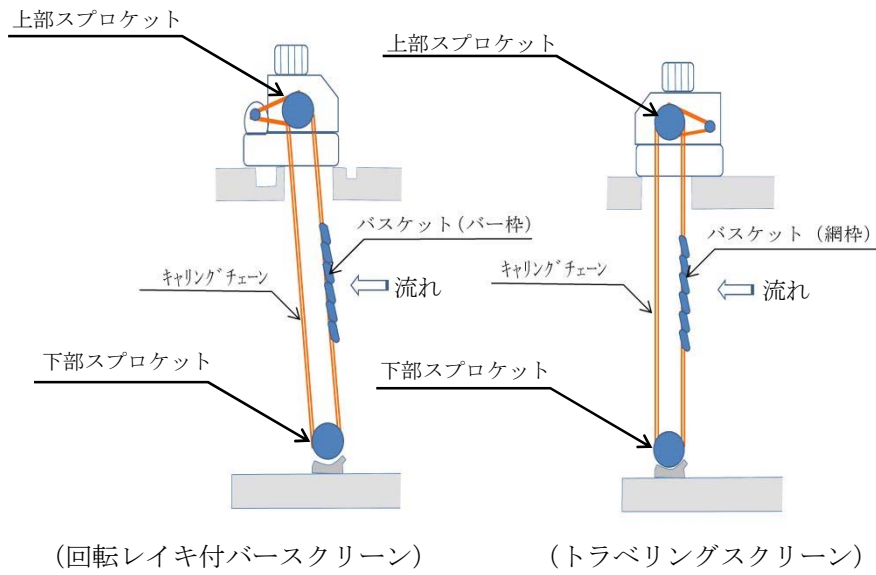 上部スプロケット
バスケット(バー枠)
キャリングチェーン
流れ
下部スプロケット
(回転レイキ付バースクリーン)
上部スプロケット
バスケット(網枠)
キャリングチェーン
流れ
下部スプロケット
(トラベリングスクリーン)